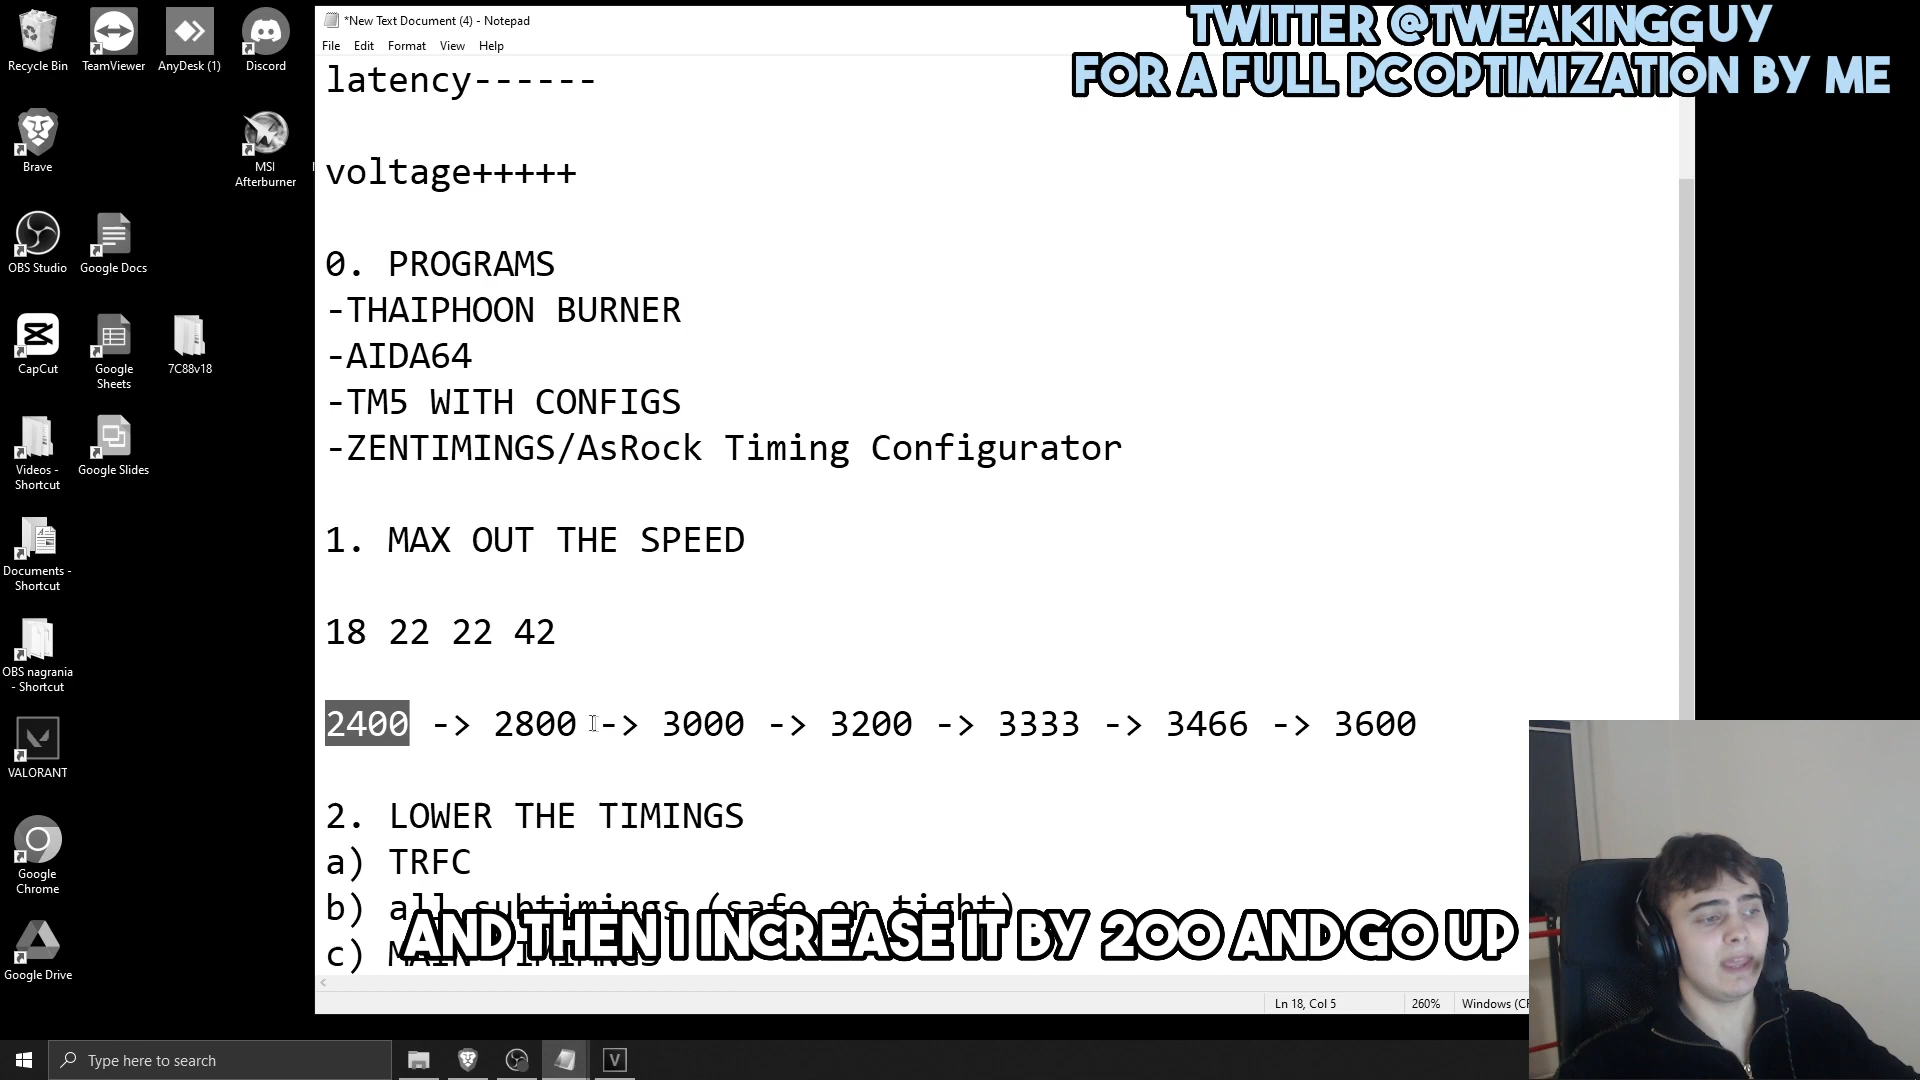 TWITTER @TWEAKINGGUY
FOR A FULL PC OPTIMIZATION BY ME
*New Text Document (4) - Notepad
File Edit Format View Help
latency------
voltage+++++
0. PROGRAMS
-THAIPHOON BURNER
-AIDA64
-TM5 WITH CONFIGS
-ZENTIMINGS/AsRock Timing Configurator
1. MAX OUT THE SPEED
18 22 22 42
2400 -> 2800 -> 3000 -> 3200 -> 3333 -> 3466 -> 3600
2. LOWER THE TIMINGS
a) TRFC
b) all subtimings (safe or tight)
c) MAIN TIMINGS
AND THEN I INCREASE IT BY 200 AND GO UP
Ln 18, Col 5
260%
Windows (CR
Recycle Bin
TeamViewer
AnyDesk (1)
Discord
Brave
MSI
Afterburner
OBS Studio
Google Docs
CapCut
Google
Sheets
7C88v18
Videos -
Shortcut
Google Slides
Documents -
Shortcut
OBS nagrania
- Shortcut
VALORANT
Google
Chrome
Google Drive
Type here to search